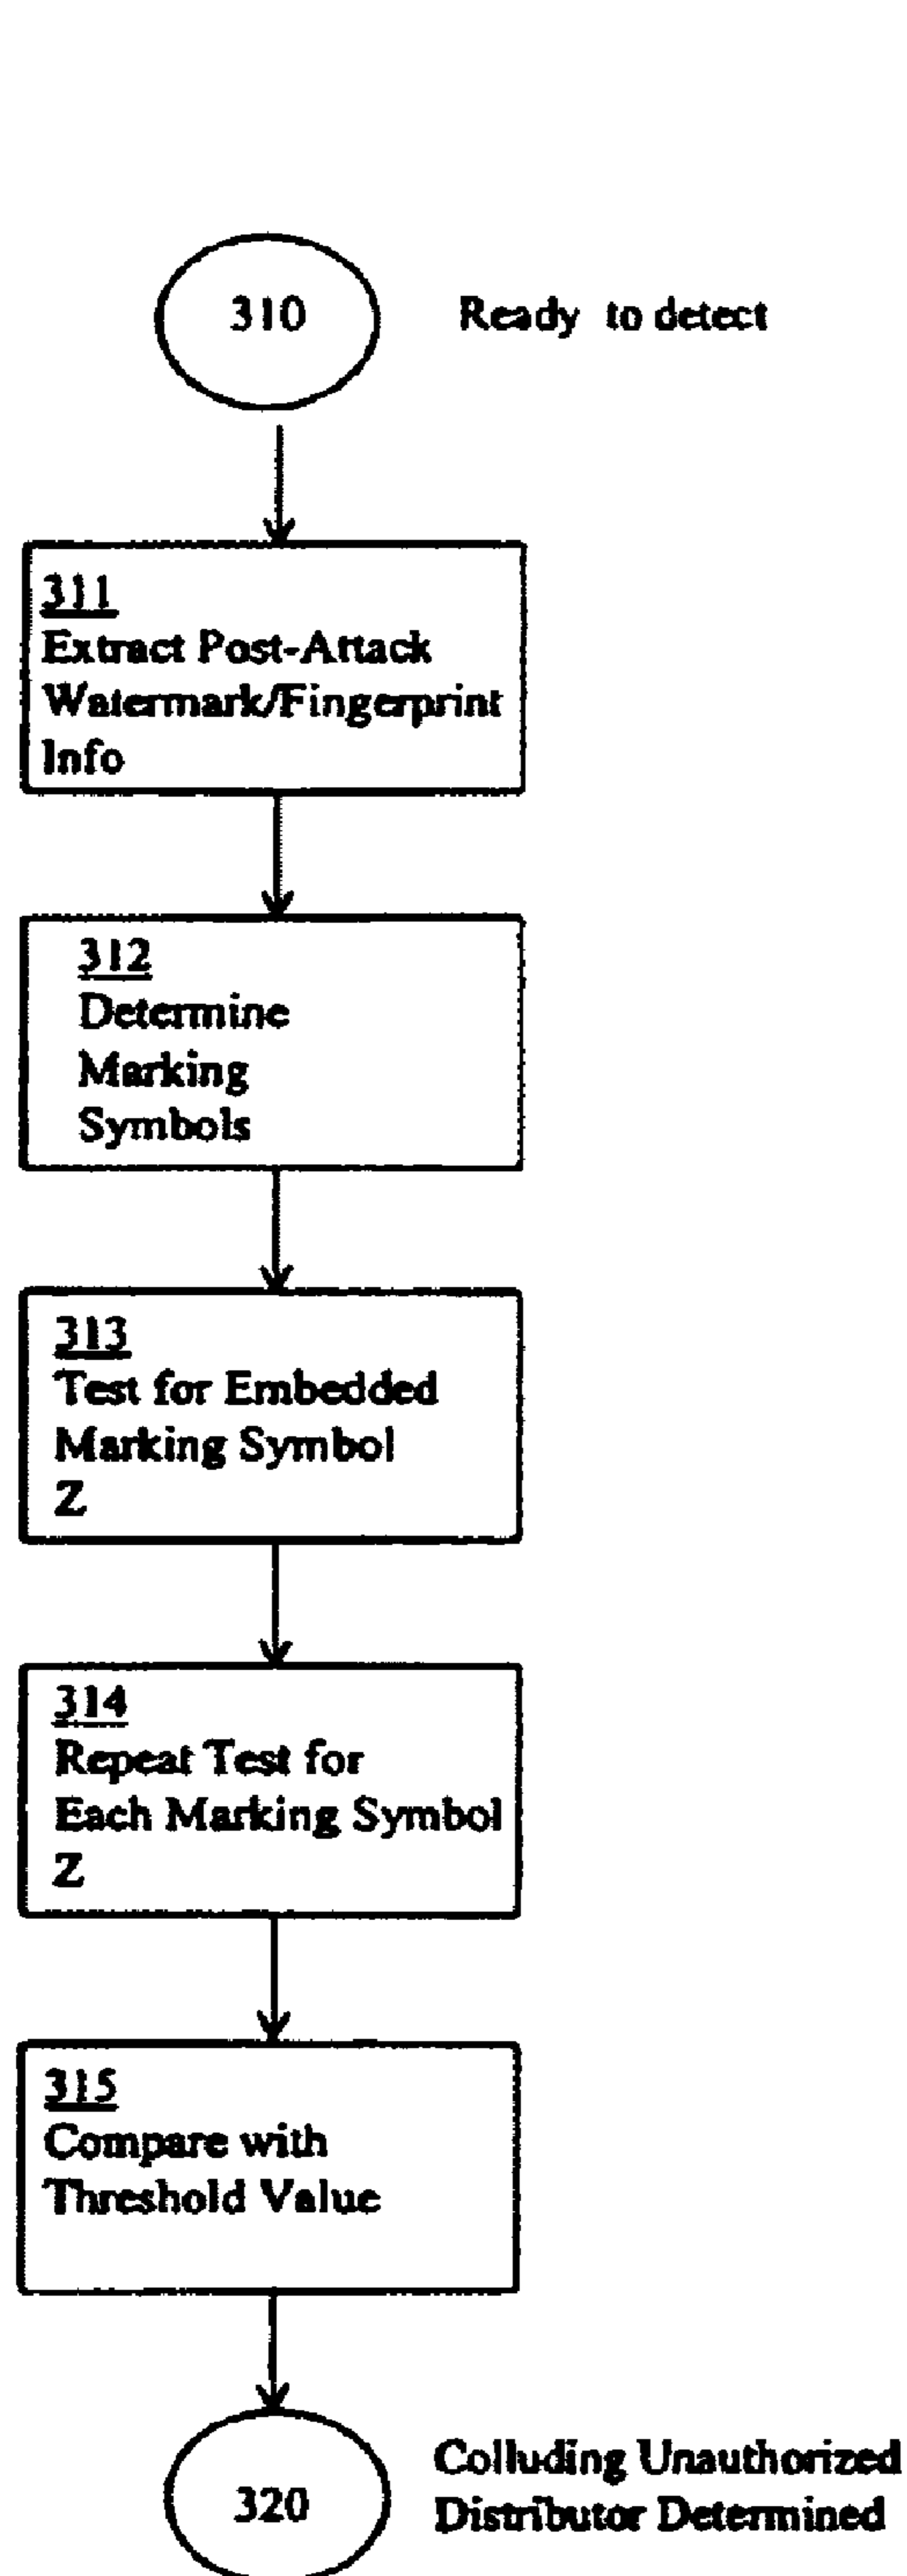 310
Ready to detect
311
Extract Post-Attack
Watermark/Fingerprint
Info
312
Determine
Marking
Symbols
313
Test for Embedded
Marking Symbol
Z
314
Repeat Test for
Each Marking Symbol
Z
315
Compare with
Threshold Value
320
Colluding Unauthorized
Distributor Determined